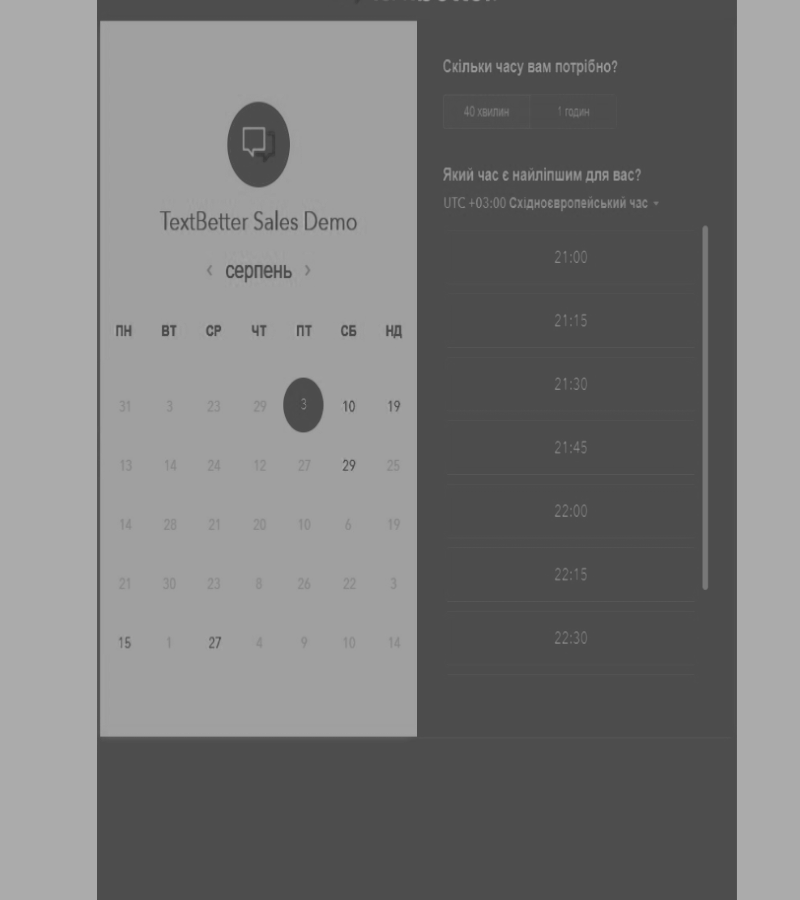 TextBetter Sales Demo
‹ серпень ›
ПН ВТ СР ЧТ ПТ СБ НД
31 3 23 29 3 10 19
13 14 24 12 27 29 25
14 28 21 20 10 6 19
21 30 23 8 26 22 3
15 1 27 4 9 10 14
Скільки часу вам потрібно?
40 хвилин 1 годин
Який час є найліпшим для вас?
UTC +03:00 Східноєвропейський час
21:00
21:15
21:30
21:45
22:00
22:15
22:30